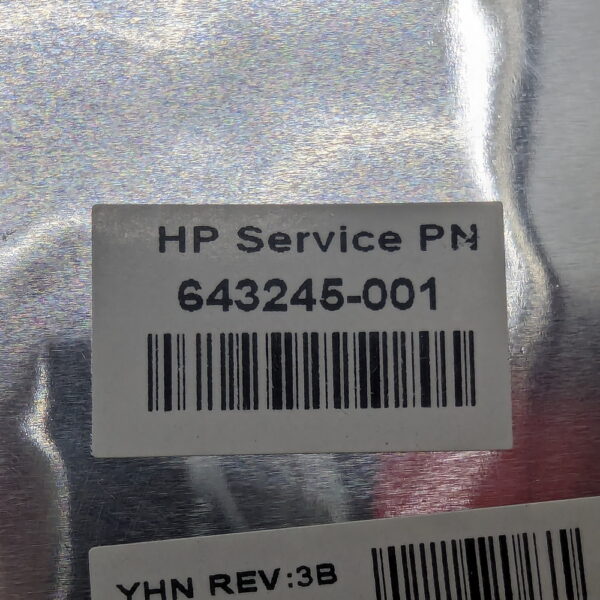 HP Service PN
643245-001
YHN REV:3B